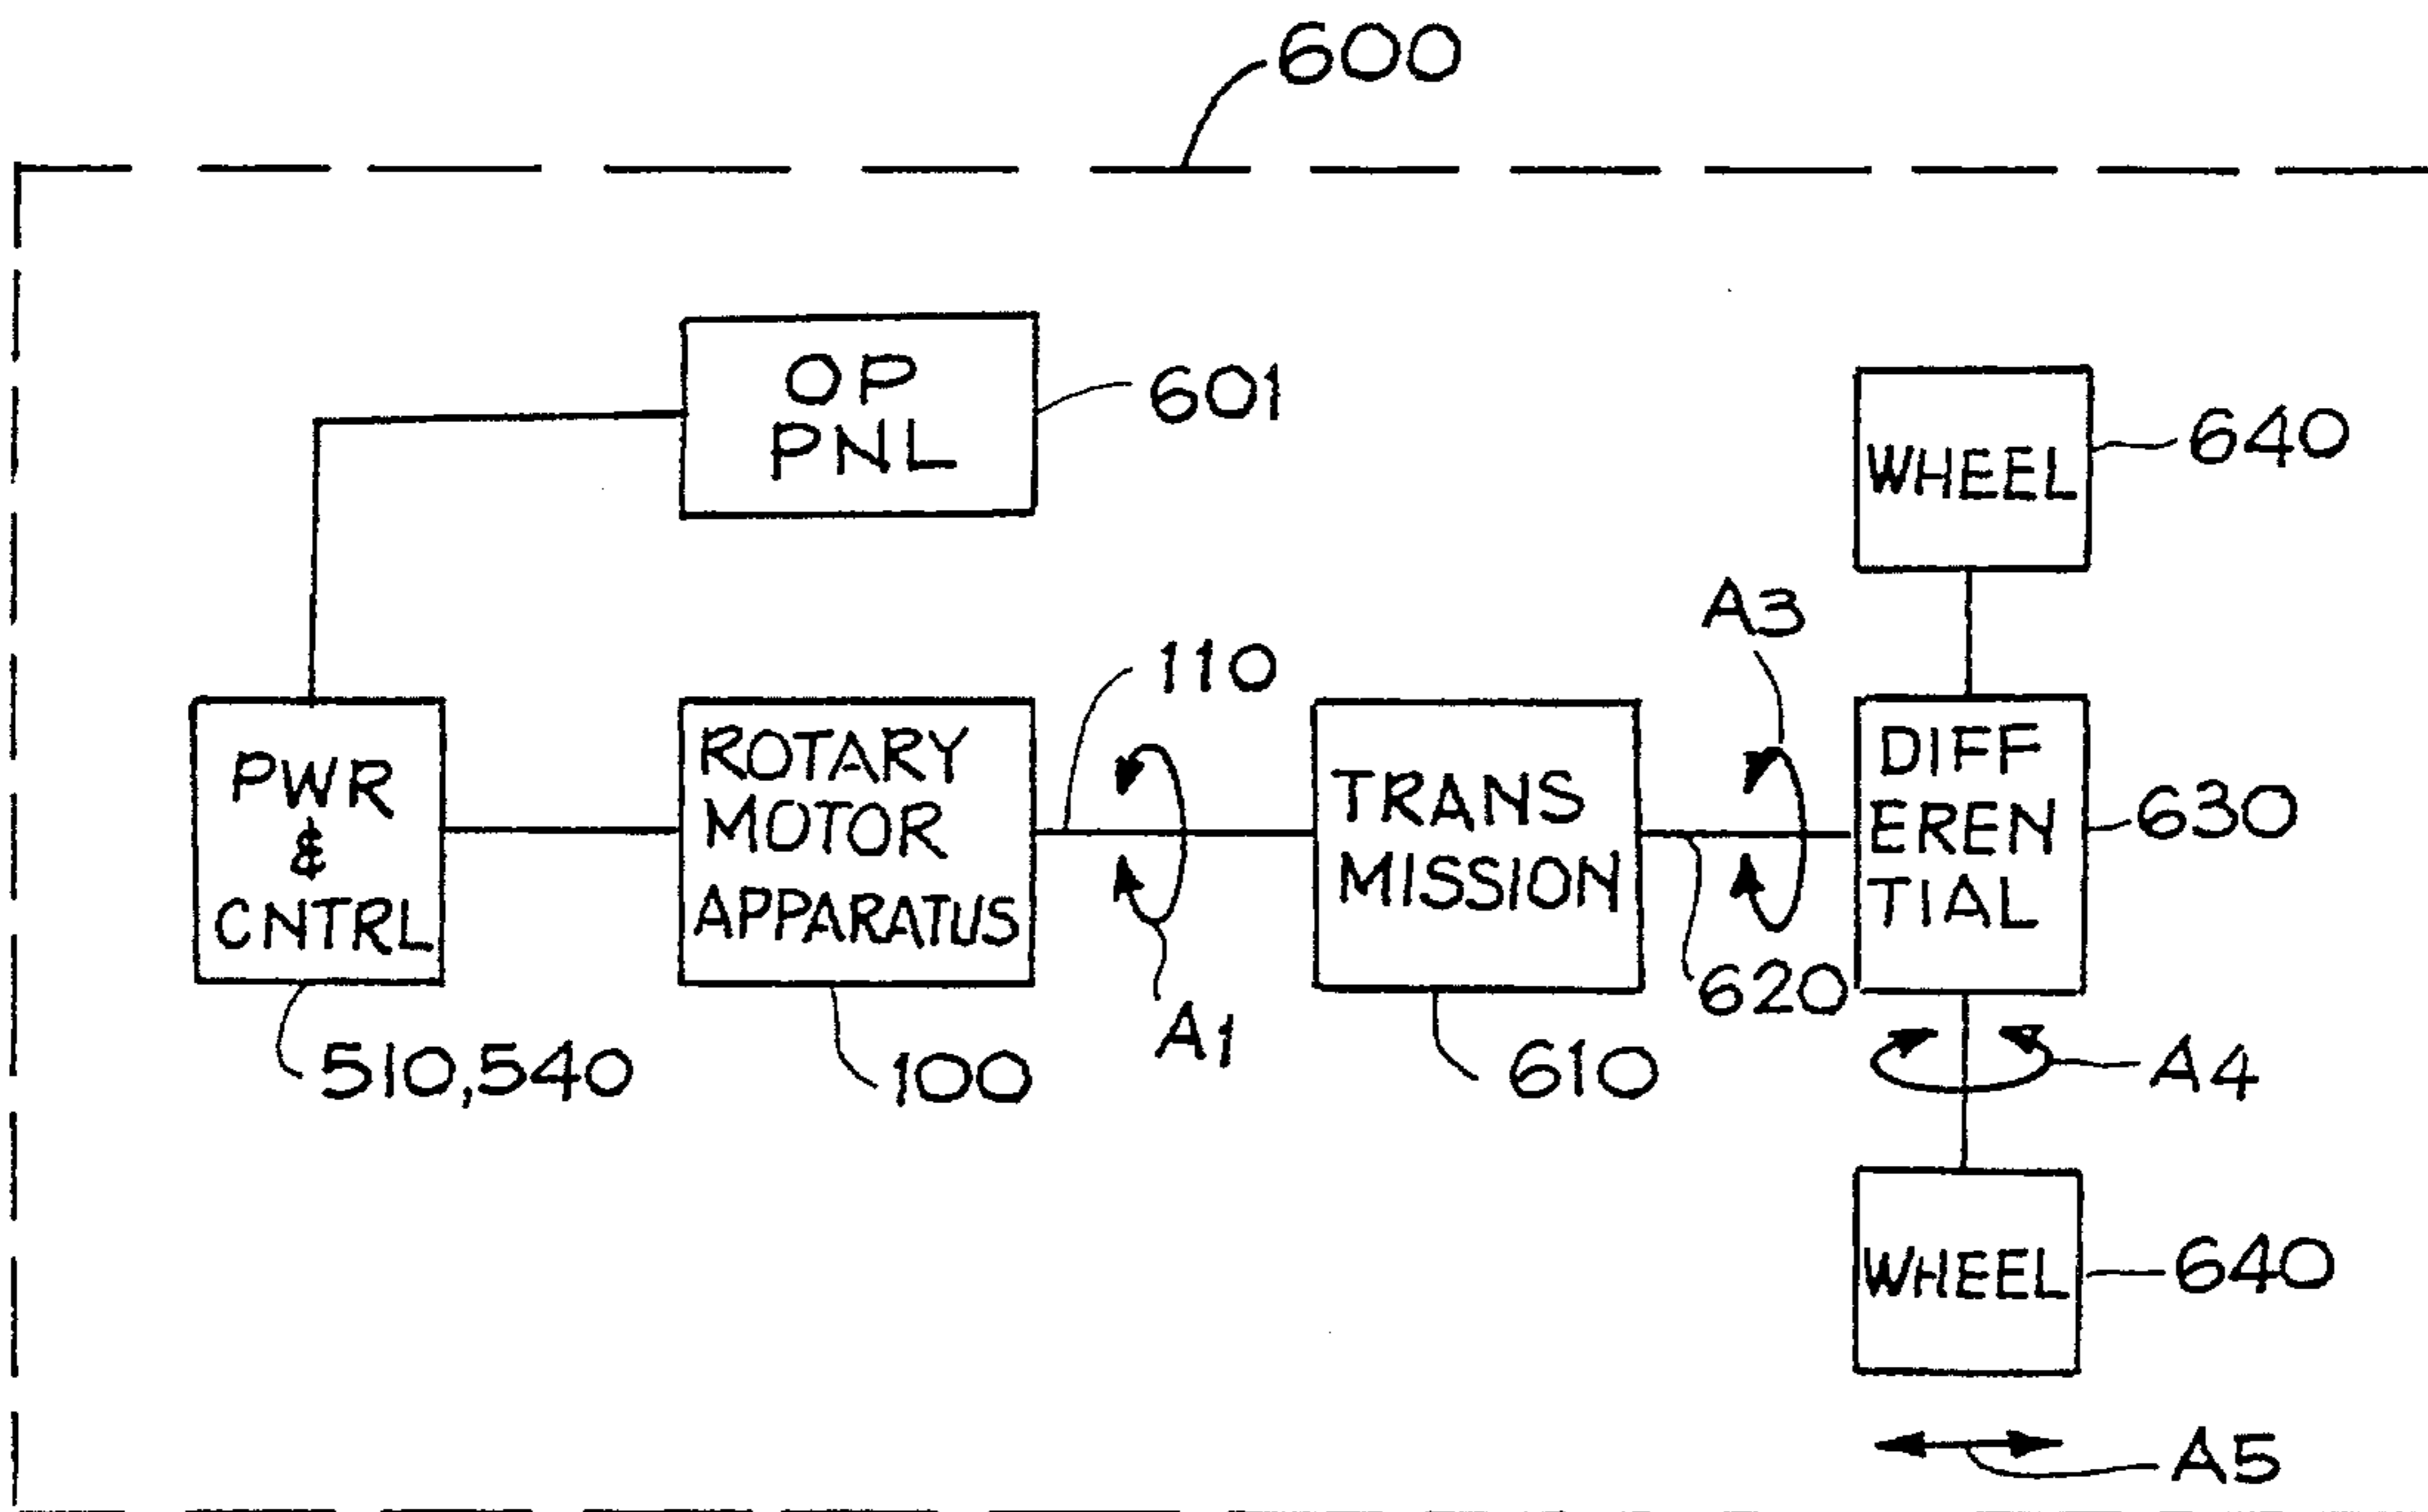 600
OP
PNL
601
WHEEL
640
A3
110
PWR
&
CNTRL
ROTARY
MOTOR
APPARATUS
TRANS
MISSION
DIFF
EREN
TIAL
630
620
A1
510,540
100
610
A4
WHEEL
640
A5